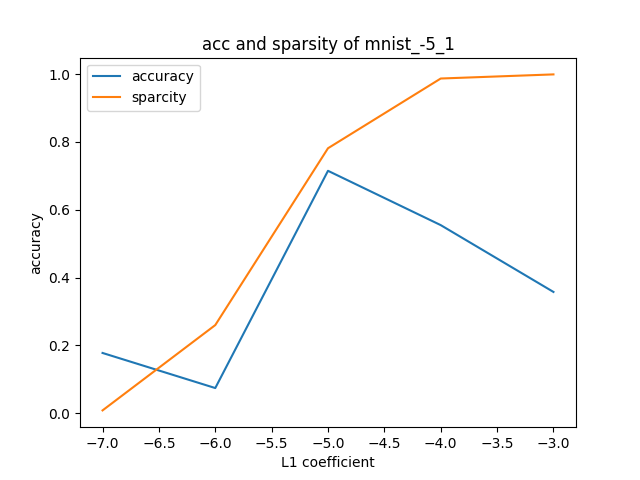 acc and sparsity of mnist_-5_1
accuracy
sparcity
1.0
0.8
0.6
0.4
0.2
0.0
accuracy
−7.0 −6.5 −6.0 −5.5 −5.0 −4.5 −4.0 −3.5 −3.0
L1 coefficient